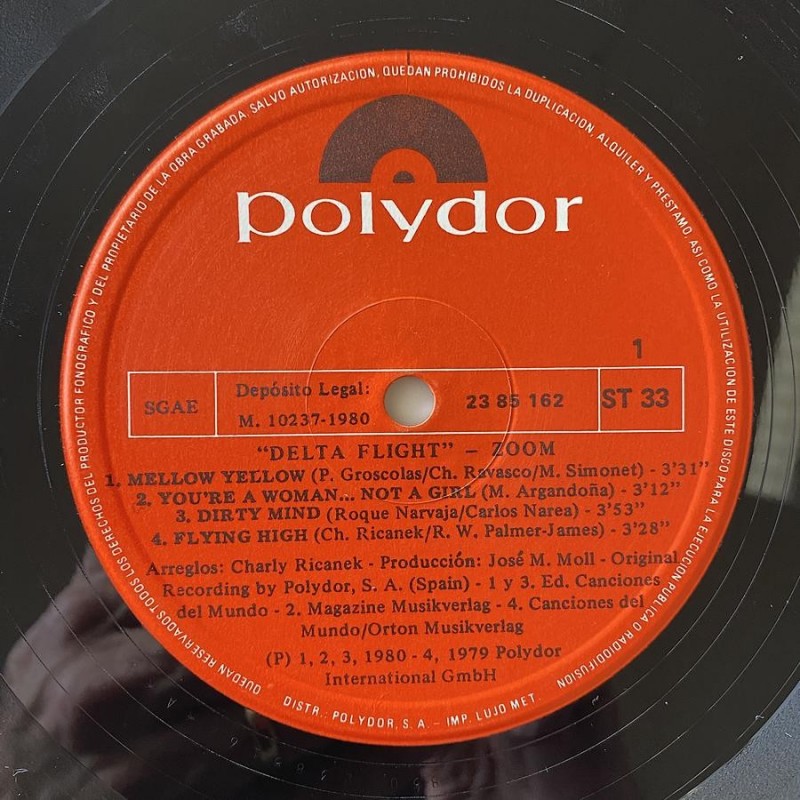 QUEDAN RESERVADOS TODOS LOS DERECHOS DEL PRODUCTOR FONOGRAFICO Y DEL PROPIETARIO DE LA OBRA GRABADA. SALVO AUTORIZACION, QUEDAN PROHIBIDOS LA DUPLICACION, ALQUILER Y PRESTAMO, ASI COMO LA UTILIZACION DE ESTE DISCO PARA LA EJECUCION PUBLICA O RADIODIFUSION
polydor
1
SGAE
Depósito Legal:
M. 10237-1980
23 85 162
ST 33
"DELTA FLIGHT" - ZOOM
1. MELLOW YELLOW (P. Groscolas/Ch. Ravasco/M. Simonet) - 3'31"
2. YOU'RE A WOMAN... NOT A GIRL (M. Argandoña) - 3'12"
3. DIRTY MIND (Roque Narvaja/Carlos Narea) - 3'53"
4. FLYING HIGH (Ch. Ricanek/R. W. Palmer-James) - 3'28"
Arreglos: Charly Ricanek - Producción: José M. Moll - Original
Recording by Polydor, S. A. (Spain) - 1 y 3. Ed. Canciones
del Mundo - 2. Magazine Musikverlag - 4. Canciones del
Mundo/Orton Musikverlag
(P) 1, 2, 3, 1980 - 4, 1979 Polydor
International GmbH
DISTR.: POLYDOR, S. A. - IMP. LUJO MET.